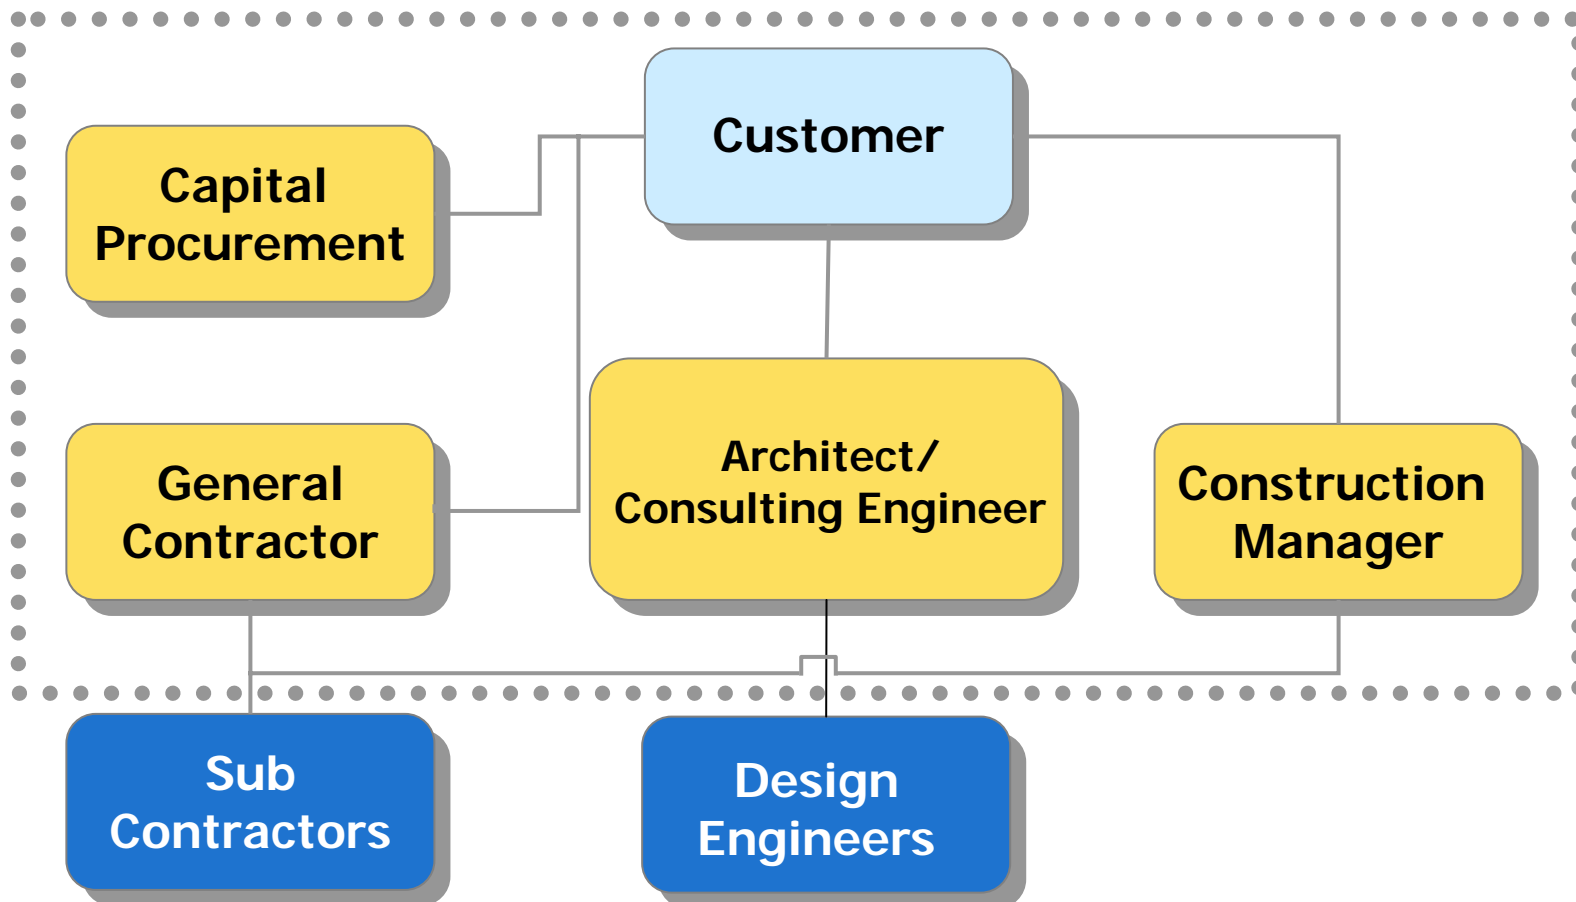 Customer
Capital
Procurement
General
Contractor
Architect/
Consulting Engineer
Construction
Manager
Sub
Contractors
Design
Engineers